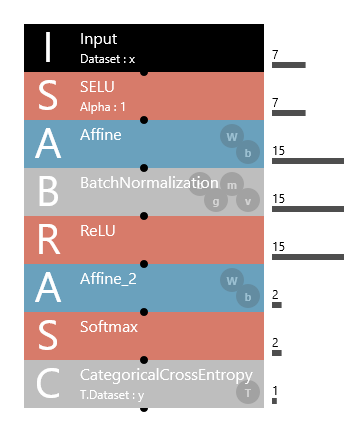 I Input 7
Dataset : x
S SELU 7
Alpha : 1
A Affine 15
W b
B BatchNormalization 15
m g v
R ReLU 15
A Affine_2 2
W b
S Softmax 2
C CategoricalCrossEntropy 1
T.Dataset : y T